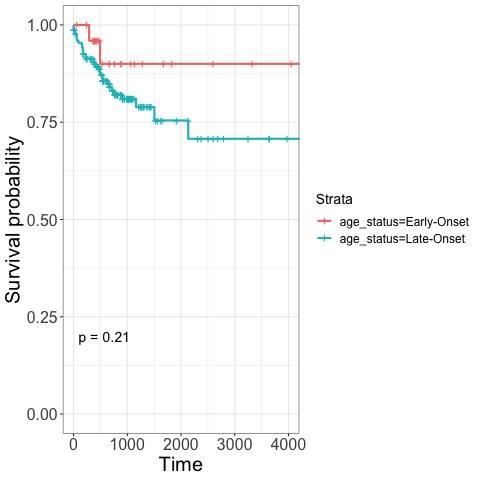 1.00
0.75
0.50
0.25
0.00
Survival probability
p = 0.21
0 1000 2000 3000 4000
Time
Strata
age_status=Early-Onset
age_status=Late-Onset